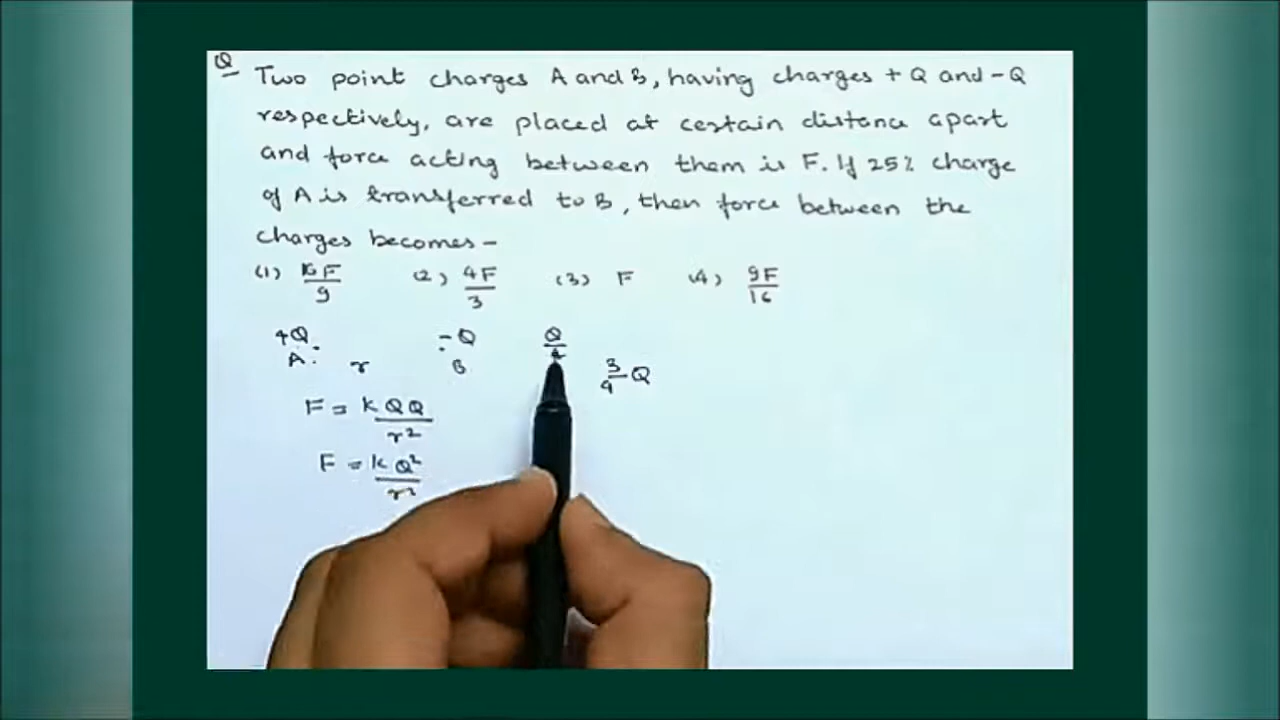 Q
Two point charges A and B, having charges +Q and -Q
respectively, are placed at certain distance apart
and force acting between them is F. If 25% charge
of A is transferred to B, then force between the
charges becomes -
(1) 16F/9 (2) 4F/3 (3) F (4) 9F/16
+Q -Q Q/4
A r B 3/4 Q
F = k QQ/r²
F = k Q²/r²